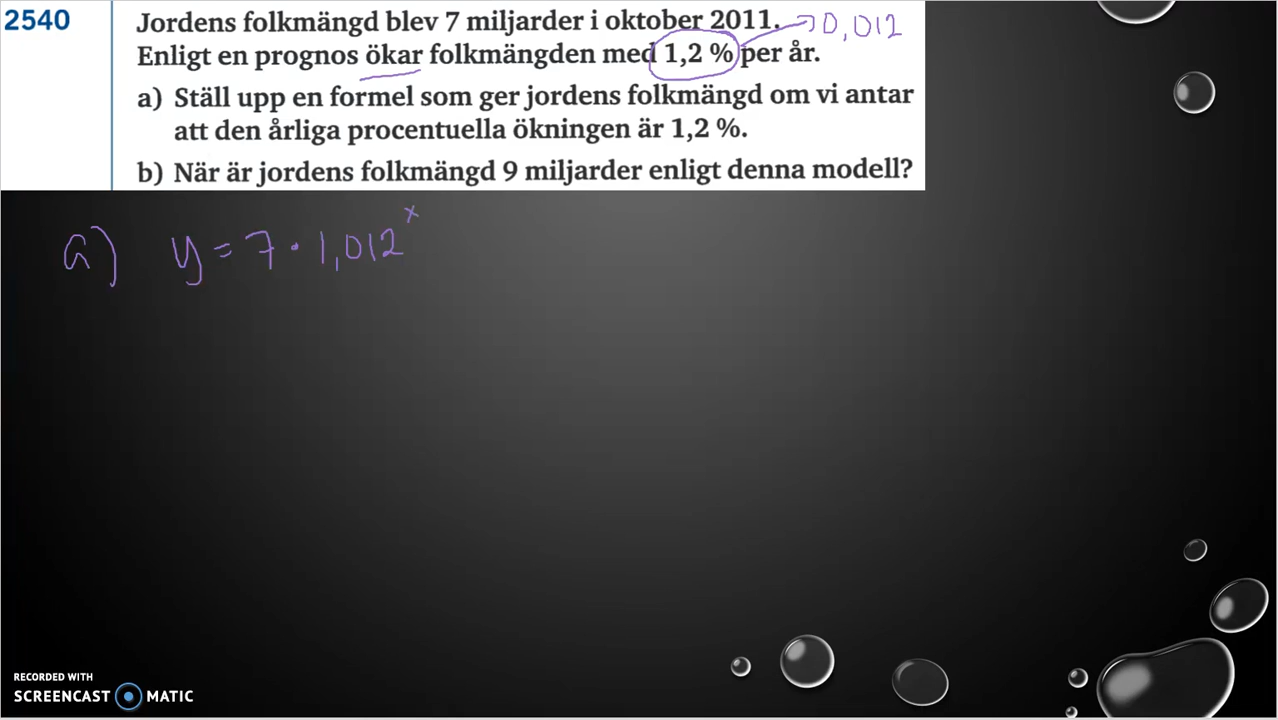 2540
Jordens folkmängd blev 7 miljarder i oktober 2011.
0,012
Enligt en prognos ökar folkmängden med 1,2 % per år.
a) Ställ upp en formel som ger jordens folkmängd om vi antar
att den årliga procentuella ökningen är 1,2 %.
b) När är jordens folkmängd 9 miljarder enligt denna modell?
a) y = 7 · 1,012^x
RECORDED WITH
SCREENCAST MATIC